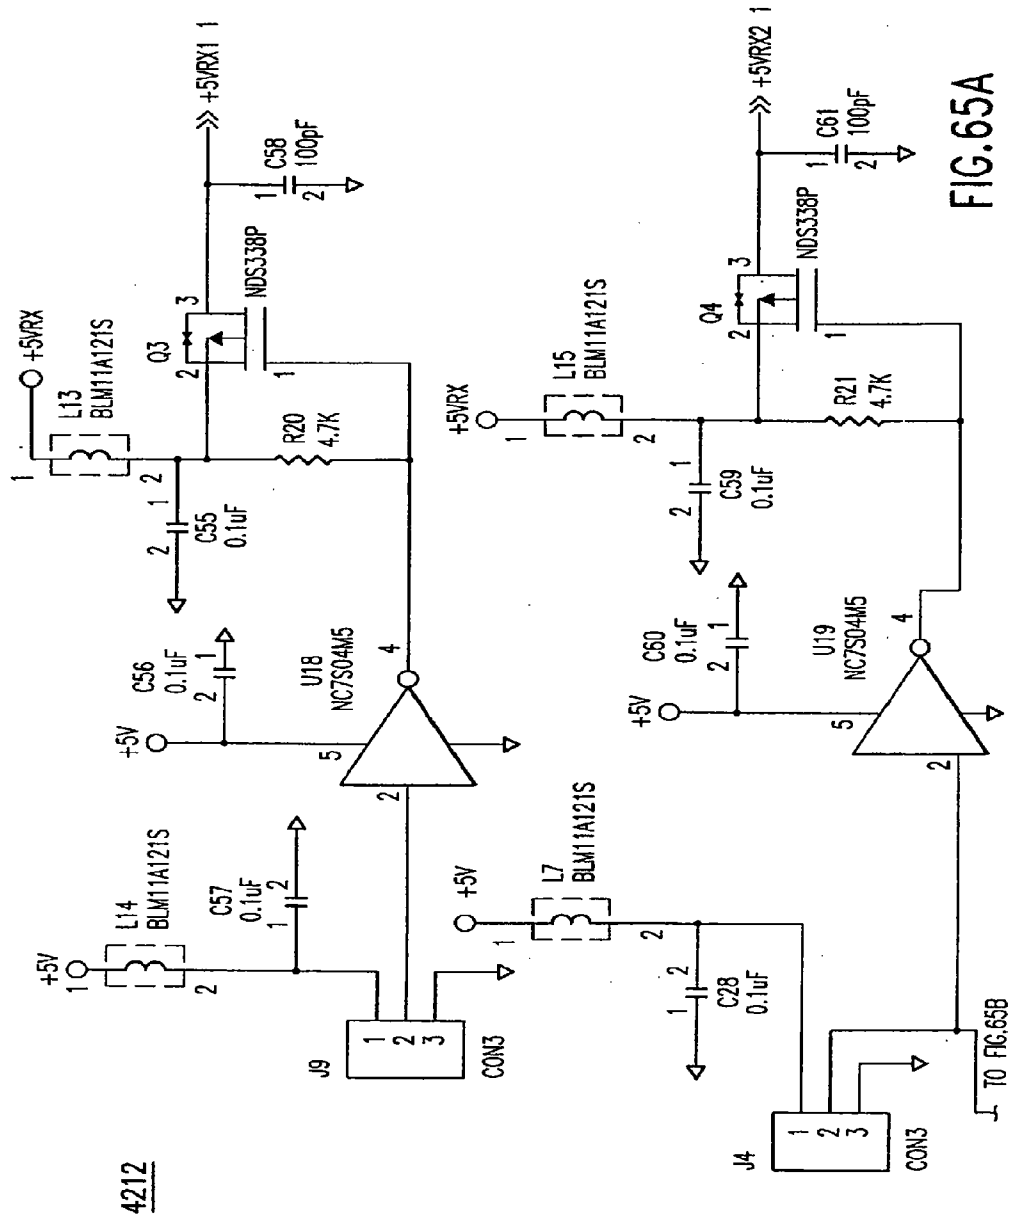 4212
+5V
1
L14
BLM11A121S
2
C57
0.1uF
1
2
J9
1
2
3
CON3
+5V
C56
0.1uF
2
1
5
2
U18
NC7S04M5
4
+5VRX
1
L13
BLM11A121S
2
1
2
C55
0.1uF
R20
4.7K
Q3
2
3
1
NDS338P
+5VRX1 1
1
C58
2
100pF
+5V
1
L7
BLM11A121S
2
1
2
C28
0.1uF
J4
1
2
3
CON3
TO FIG.65B
+5V
C60
0.1uF
2
1
5
2
U19
NC7S04M5
4
+5VRX
1
L15
BLM11A121S
2
2
1
C59
0.1uF
R21
4.7K
Q4
2
3
1
NDS338P
+5VRX2 1
1
C61
2
100pF
FIG.65A